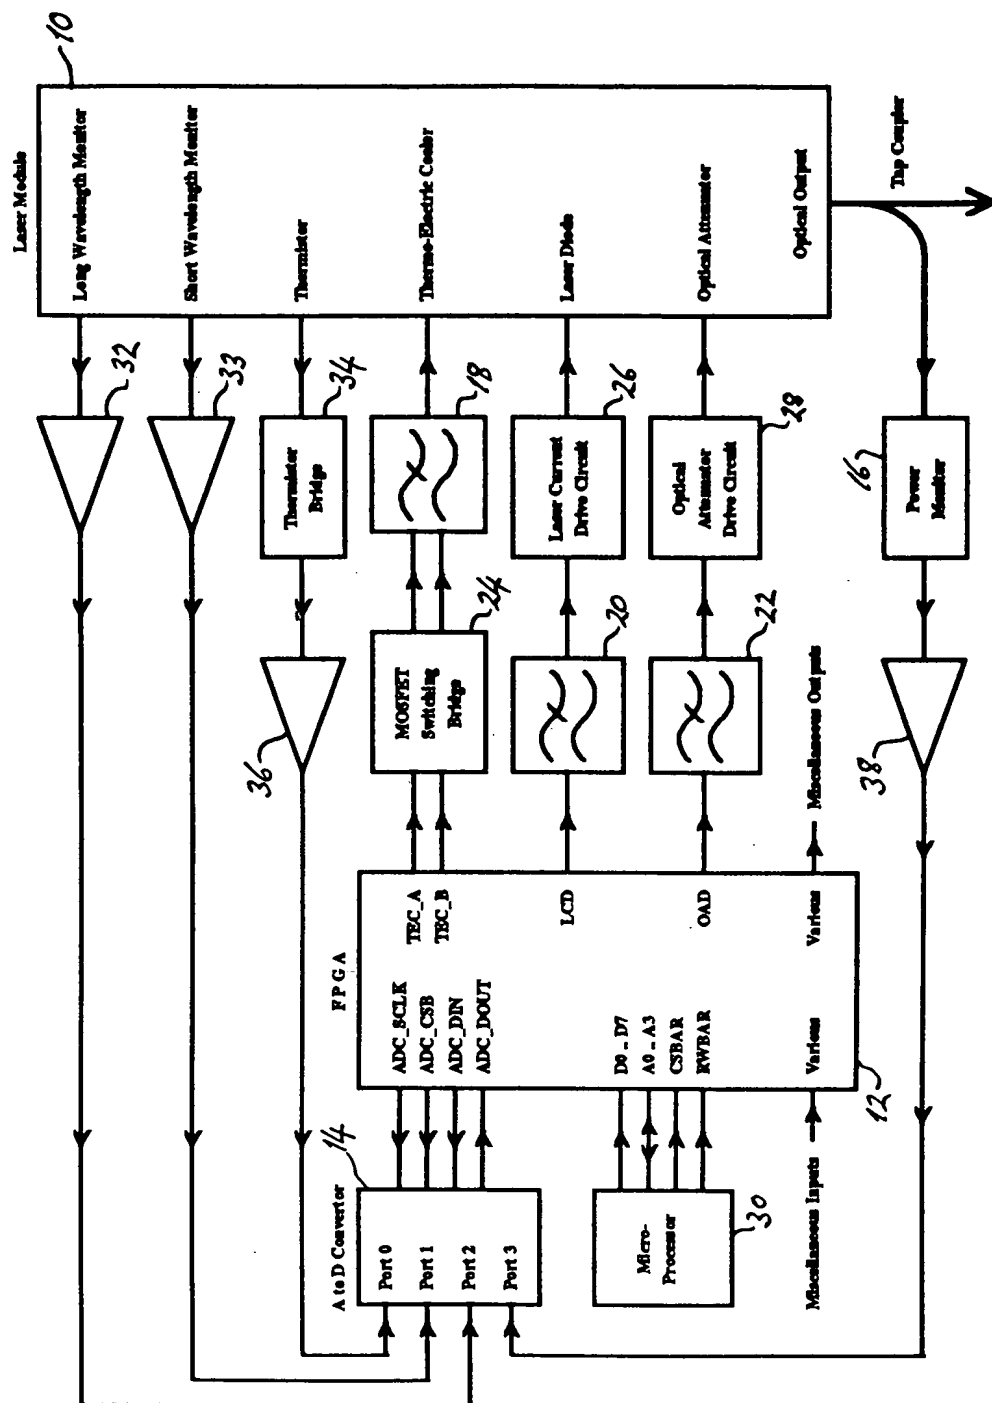 Laser Module
10
Long Wavelength Monitor
Short Wavelength Monitor
Thermistor
Thermo-Electric Cooler
Laser Diode
Optical Attenuator
Optical Output
Tap Coupler
32
33
34
18
26
28
16
Thermistor
Bridge
Laser Current
Drive Circuit
Optical
Attenuator
Drive Circuit
Power
Monitor
36
24
20
22
38
MOSFET
Switching
Bridge
Miscellaneous Outputs
FPGA
TEC_A
TEC_B
LCD
OAD
Various
ADC_SCLK
ADC_CSB
ADC_DIN
ADC_DOUT
D0 _ D7
A0 _ A3
CSBAR
RWBAR
Various
12
14
A to D Convertor
Port 0
Port 1
Port 2
Port 3
Micro-
Processor
30
Miscellaneous Inputs